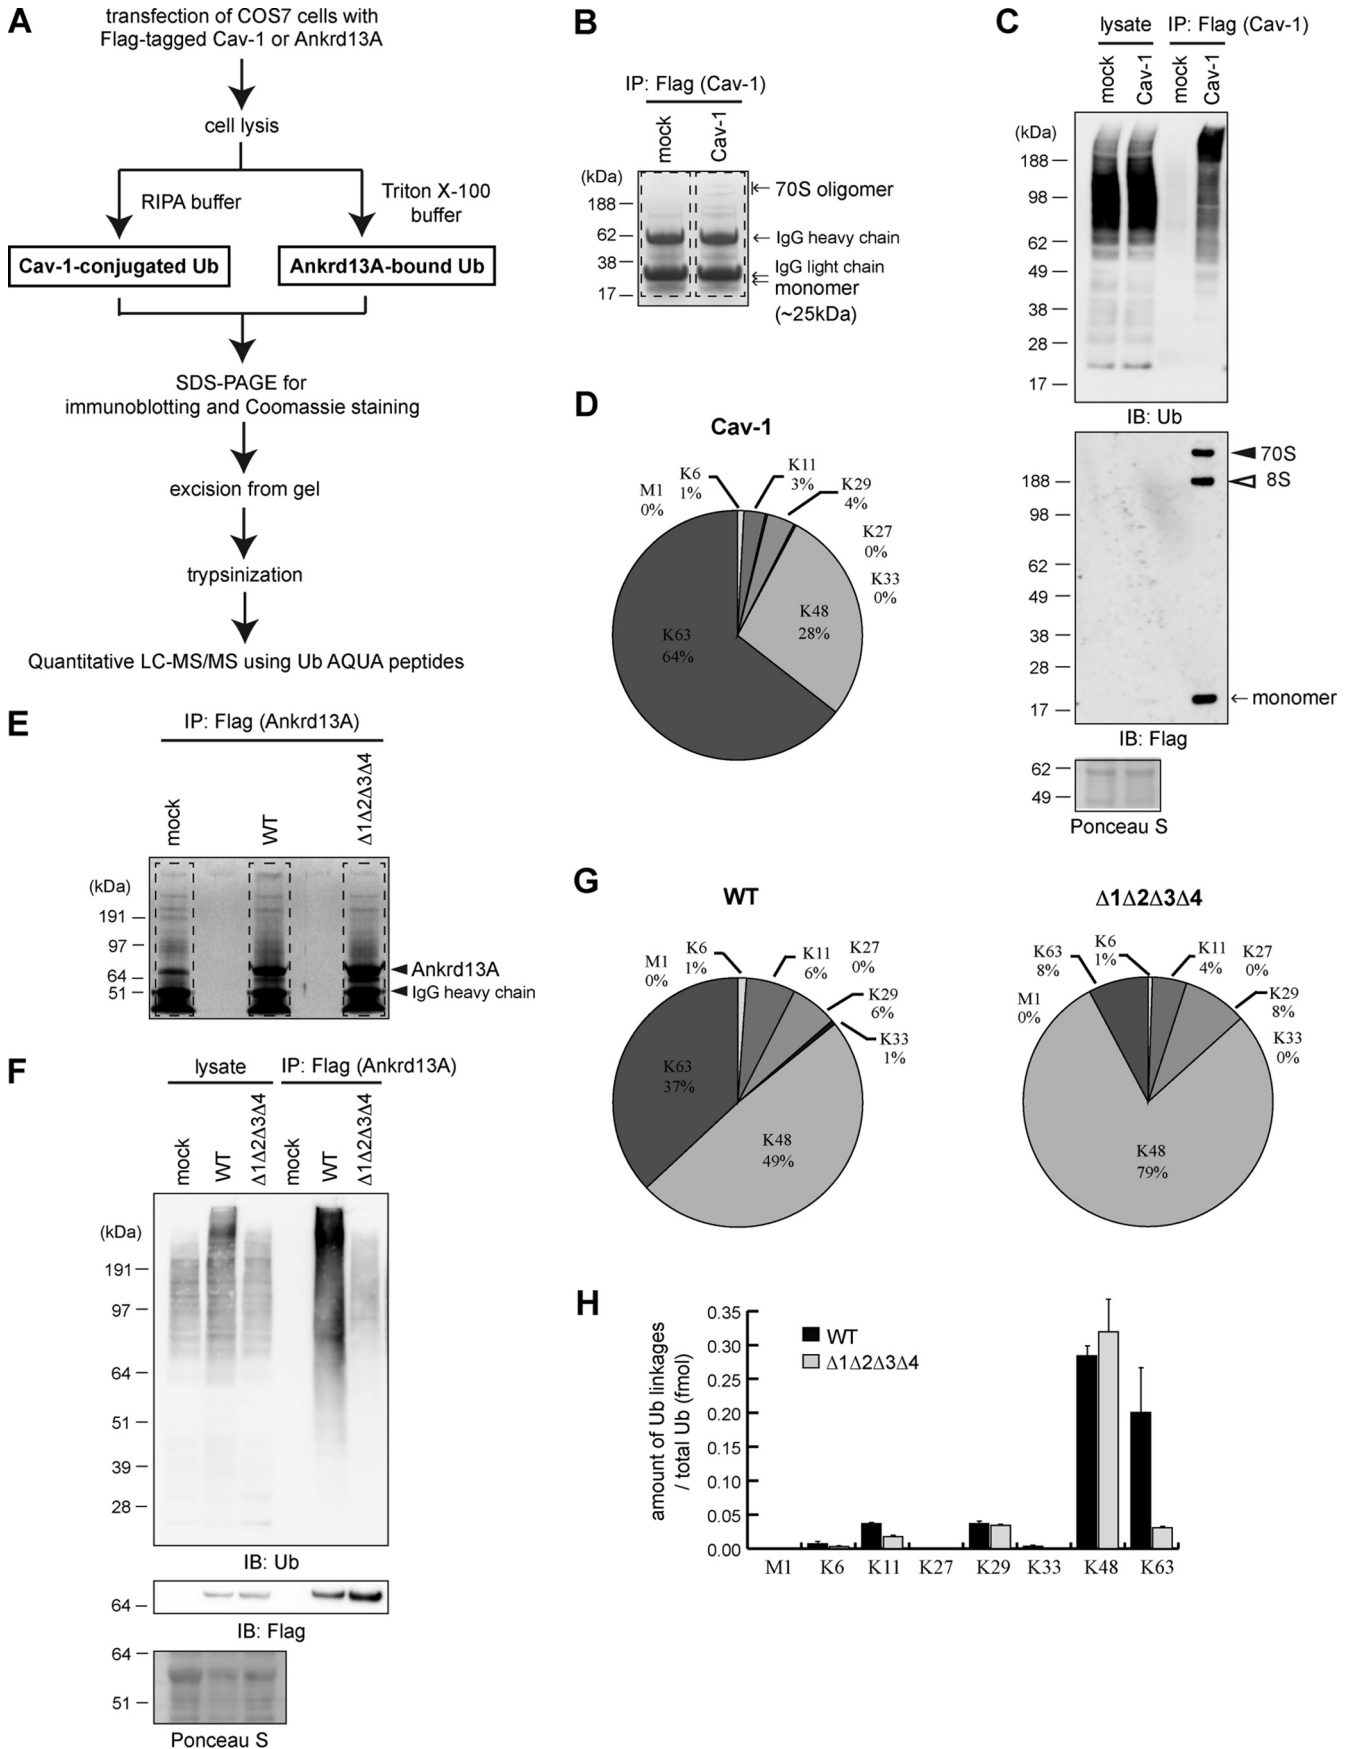 A
transfection of COS7 cells with
Flag-tagged Cav-1 or Ankrd13A
cell lysis
RIPA buffer
Triton X-100
buffer
Cav-1-conjugated Ub
Ankrd13A-bound Ub
SDS-PAGE for
immunoblotting and Coomassie staining
excision from gel
trypsinization
Quantitative LC-MS/MS using Ub AQUA peptides
B
IP: Flag (Cav-1)
mock
Cav-1
(kDa)
188
62
38
17
70S oligomer
IgG heavy chain
IgG light chain
monomer
(~25kDa)
C
lysate
IP: Flag (Cav-1)
mock
Cav-1
mock
Cav-1
(kDa)
188
98
62
49
38
28
17
IB: Ub
188
98
62
49
38
28
17
70S
8S
monomer
IB: Flag
62
49
Ponceau S
D
Cav-1
M1
0%
K6
1%
K11
3%
K29
4%
K27
0%
K33
0%
K48
28%
K63
64%
E
IP: Flag (Ankrd13A)
mock
WT
Δ1Δ2Δ3Δ4
(kDa)
191
97
64
51
Ankrd13A
IgG heavy chain
F
lysate
IP: Flag (Ankrd13A)
mock
WT
Δ1Δ2Δ3Δ4
mock
WT
Δ1Δ2Δ3Δ4
(kDa)
191
97
64
51
39
28
IB: Ub
64
IB: Flag
64
51
Ponceau S
G
WT
M1
0%
K6
1%
K11
6%
K27
0%
K29
6%
K33
1%
K48
49%
K63
37%
Δ1Δ2Δ3Δ4
M1
0%
K63
8%
K6
1%
K11
4%
K27
0%
K29
8%
K33
0%
K48
79%
H
amount of Ub linkages
/ total Ub (fmol)
0.35
0.30
0.25
0.20
0.15
0.10
0.05
0.00
WT
Δ1Δ2Δ3Δ4
M1 K6 K11 K27 K29 K33 K48 K63